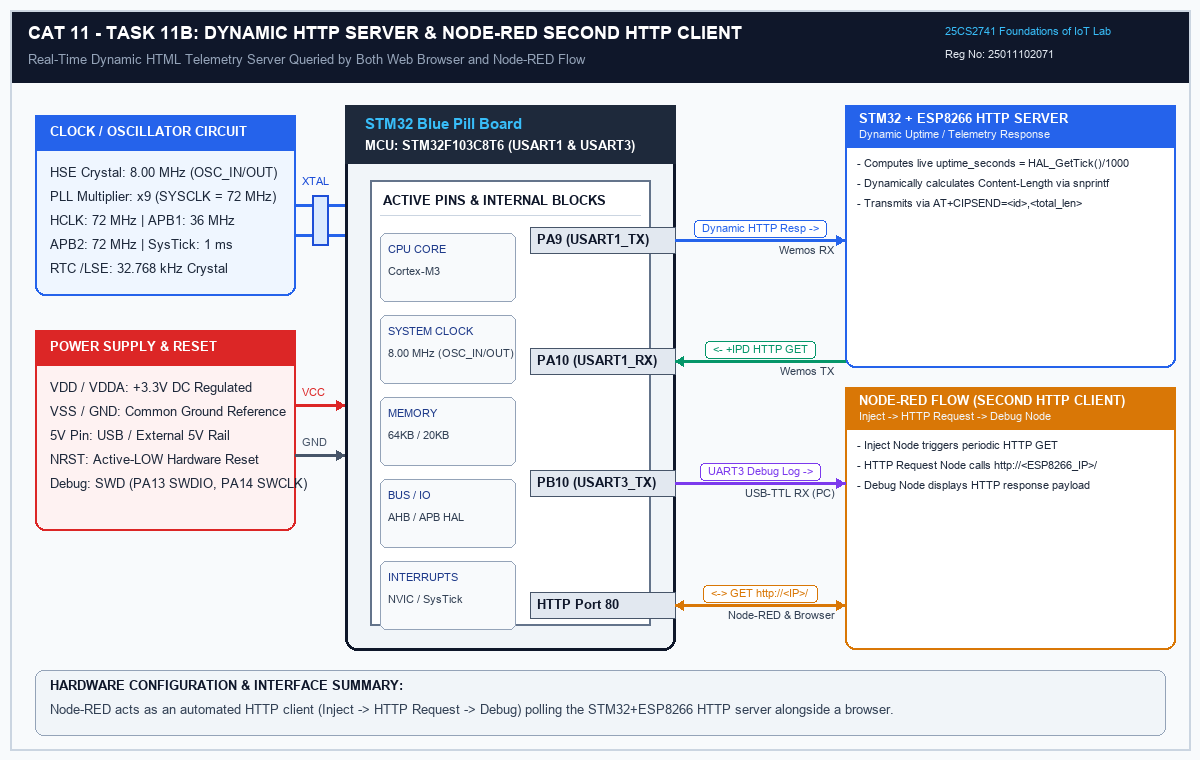 CAT 11 - TASK 11B: DYNAMIC HTTP SERVER & NODE-RED SECOND HTTP CLIENT
Real-Time Dynamic HTML Telemetry Server Queried by Both Web Browser and Node-RED Flow
25CS2741 Foundations of IoT Lab
Reg No: 25011102071
CLOCK / OSCILLATOR CIRCUIT
HSE Crystal: 8.00 MHz (OSC_IN/OUT)
PLL Multiplier: x9 (SYSCLK = 72 MHz)
HCLK: 72 MHz | APB1: 36 MHz
APB2: 72 MHz | SysTick: 1 ms
RTC /LSE: 32.768 kHz Crystal
XTAL
POWER SUPPLY & RESET
VDD / VDDA: +3.3V DC Regulated
VSS / GND: Common Ground Reference
5V Pin: USB / External 5V Rail
NRST: Active-LOW Hardware Reset
Debug: SWD (PA13 SWDIO, PA14 SWCLK)
VCC
GND
STM32 Blue Pill Board
MCU: STM32F103C8T6 (USART1 & USART3)
ACTIVE PINS & INTERNAL BLOCKS
CPU CORE
Cortex-M3
SYSTEM CLOCK
8.00 MHz (OSC_IN/OUT)
MEMORY
64KB / 20KB
BUS / IO
AHB / APB HAL
INTERRUPTS
NVIC / SysTick
PA9 (USART1_TX)
PA10 (USART1_RX)
PB10 (USART3_TX)
HTTP Port 80
Dynamic HTTP Resp ->
Wemos RX
<- +IPD HTTP GET
Wemos TX
UART3 Debug Log ->
USB-TTL RX (PC)
<-> GET http://<IP>/
Node-RED & Browser
STM32 + ESP8266 HTTP SERVER
Dynamic Uptime / Telemetry Response
- Computes live uptime_seconds = HAL_GetTick()/1000
- Dynamically calculates Content-Length via snprintf
- Transmits via AT+CIPSEND=<id>,<total_len>
NODE-RED FLOW (SECOND HTTP CLIENT)
Inject -> HTTP Request -> Debug Node
- Inject Node triggers periodic HTTP GET
- HTTP Request Node calls http://<ESP8266_IP>/
- Debug Node displays HTTP response payload
HARDWARE CONFIGURATION & INTERFACE SUMMARY:
Node-RED acts as an automated HTTP client (Inject -> HTTP Request -> Debug) polling the STM32+ESP8266 HTTP server alongside a browser.